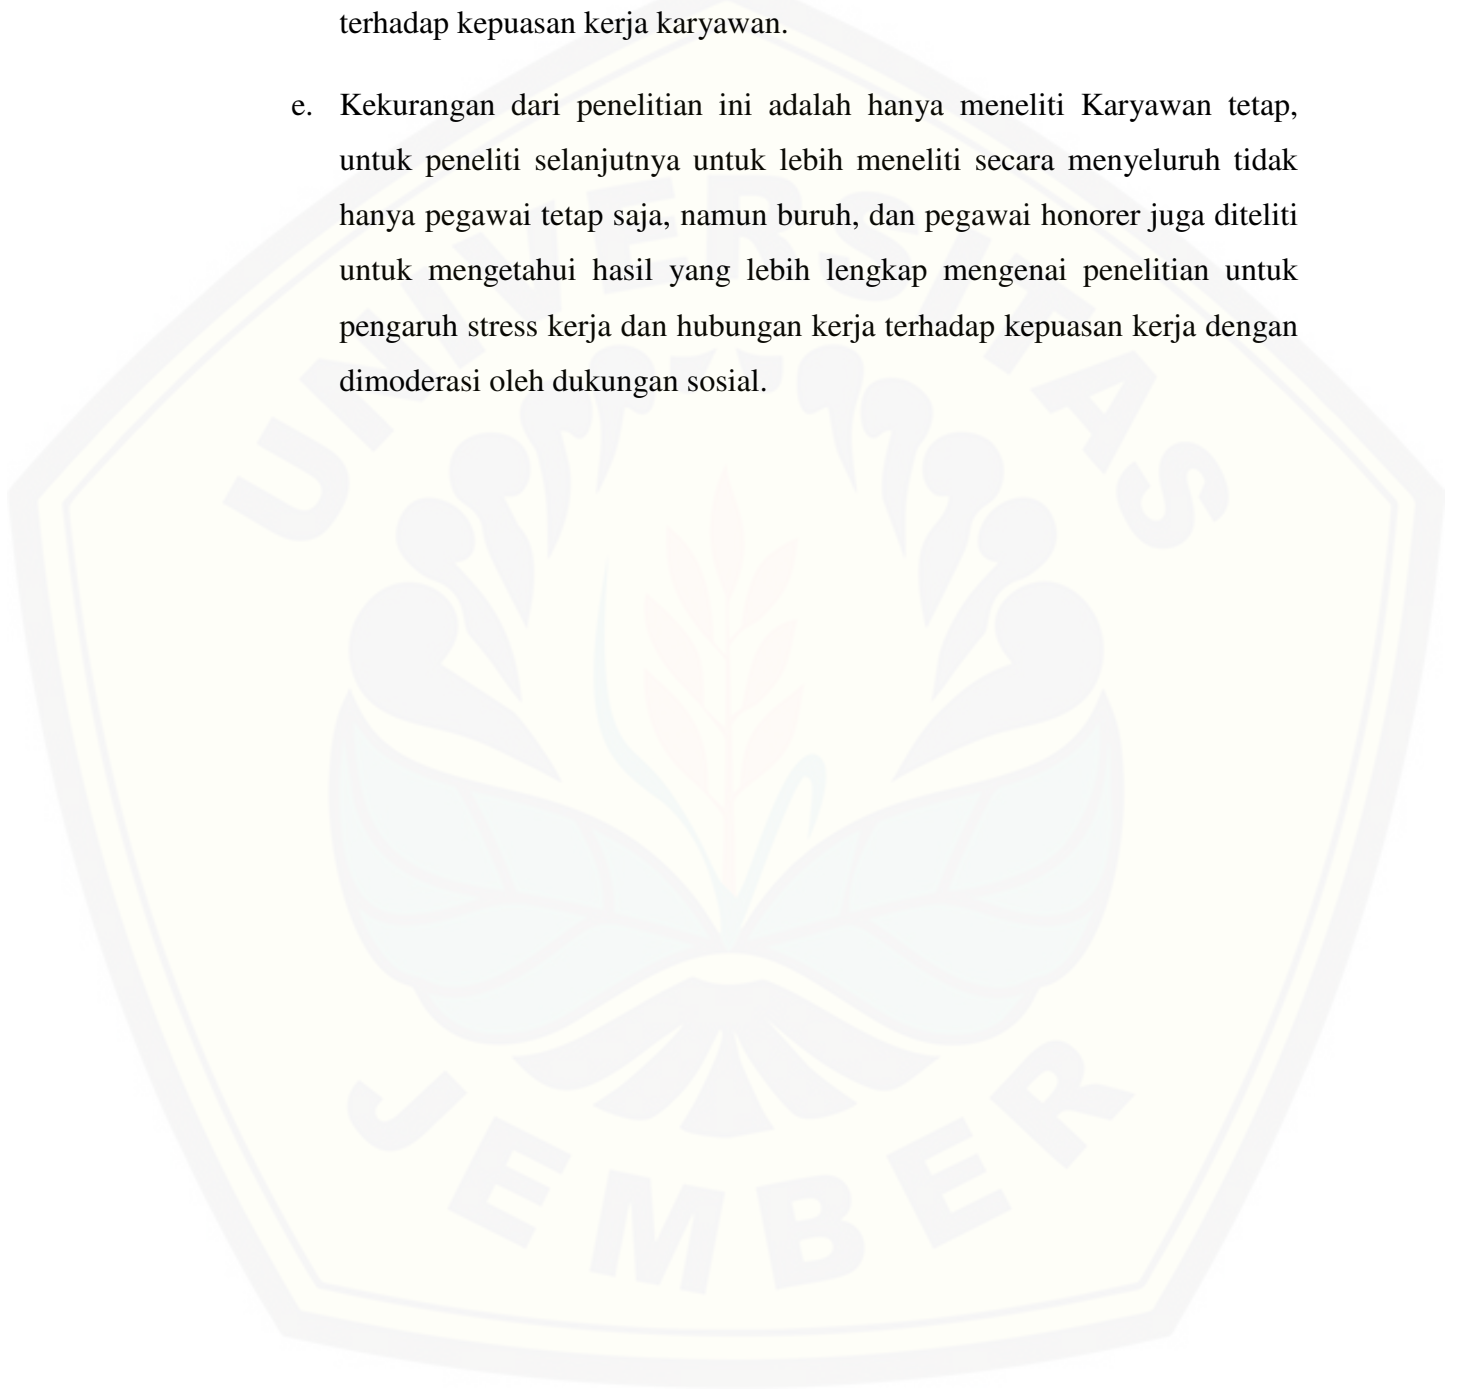 terhadap kepuasan kerja karyawan.
e. Kekurangan dari penelitian ini adalah hanya meneliti Karyawan tetap,
untuk peneliti selanjutnya untuk lebih meneliti secara menyeluruh tidak
hanya pegawai tetap saja, namun buruh, dan pegawai honorer juga diteliti
untuk mengetahui hasil yang lebih lengkap mengenai penelitian untuk
pengaruh stress kerja dan hubungan kerja terhadap kepuasan kerja dengan
dimoderasi oleh dukungan sosial.
UNIVERSITAS
JEMBER